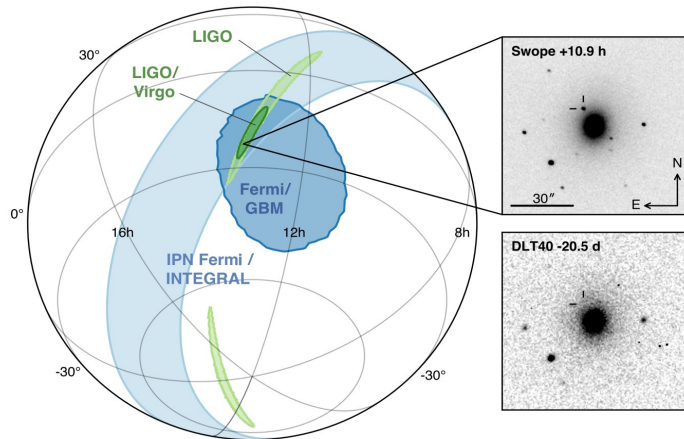 LIGO
30°
LIGO/
Virgo
Fermi/
GBM
0°
16h
12h
8h
IPN Fermi /
INTEGRAL
-30°
-30°
Swope +10.9 h
N
30″
E
DLT40 -20.5 d